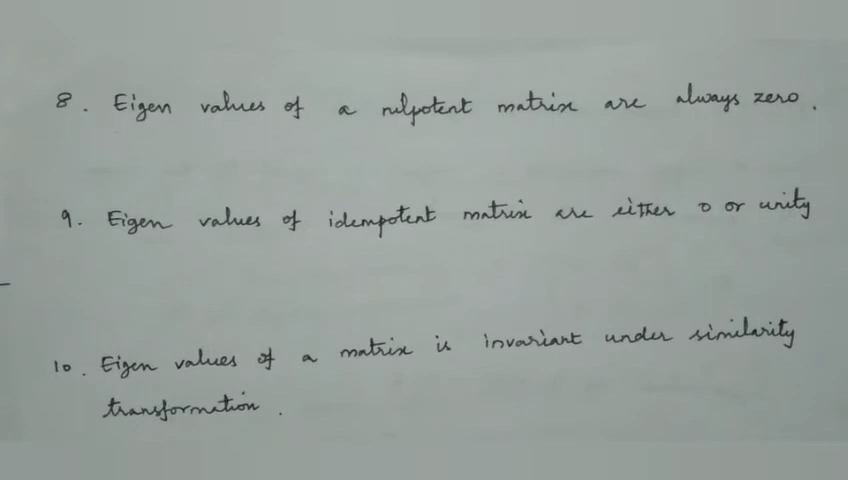 8. Eigen values of a nilpotent matrix are always zero.
9. Eigen values of idempotent matrix are either 0 or unity
10. Eigen values of a matrix is invariant under similarity
transformation.